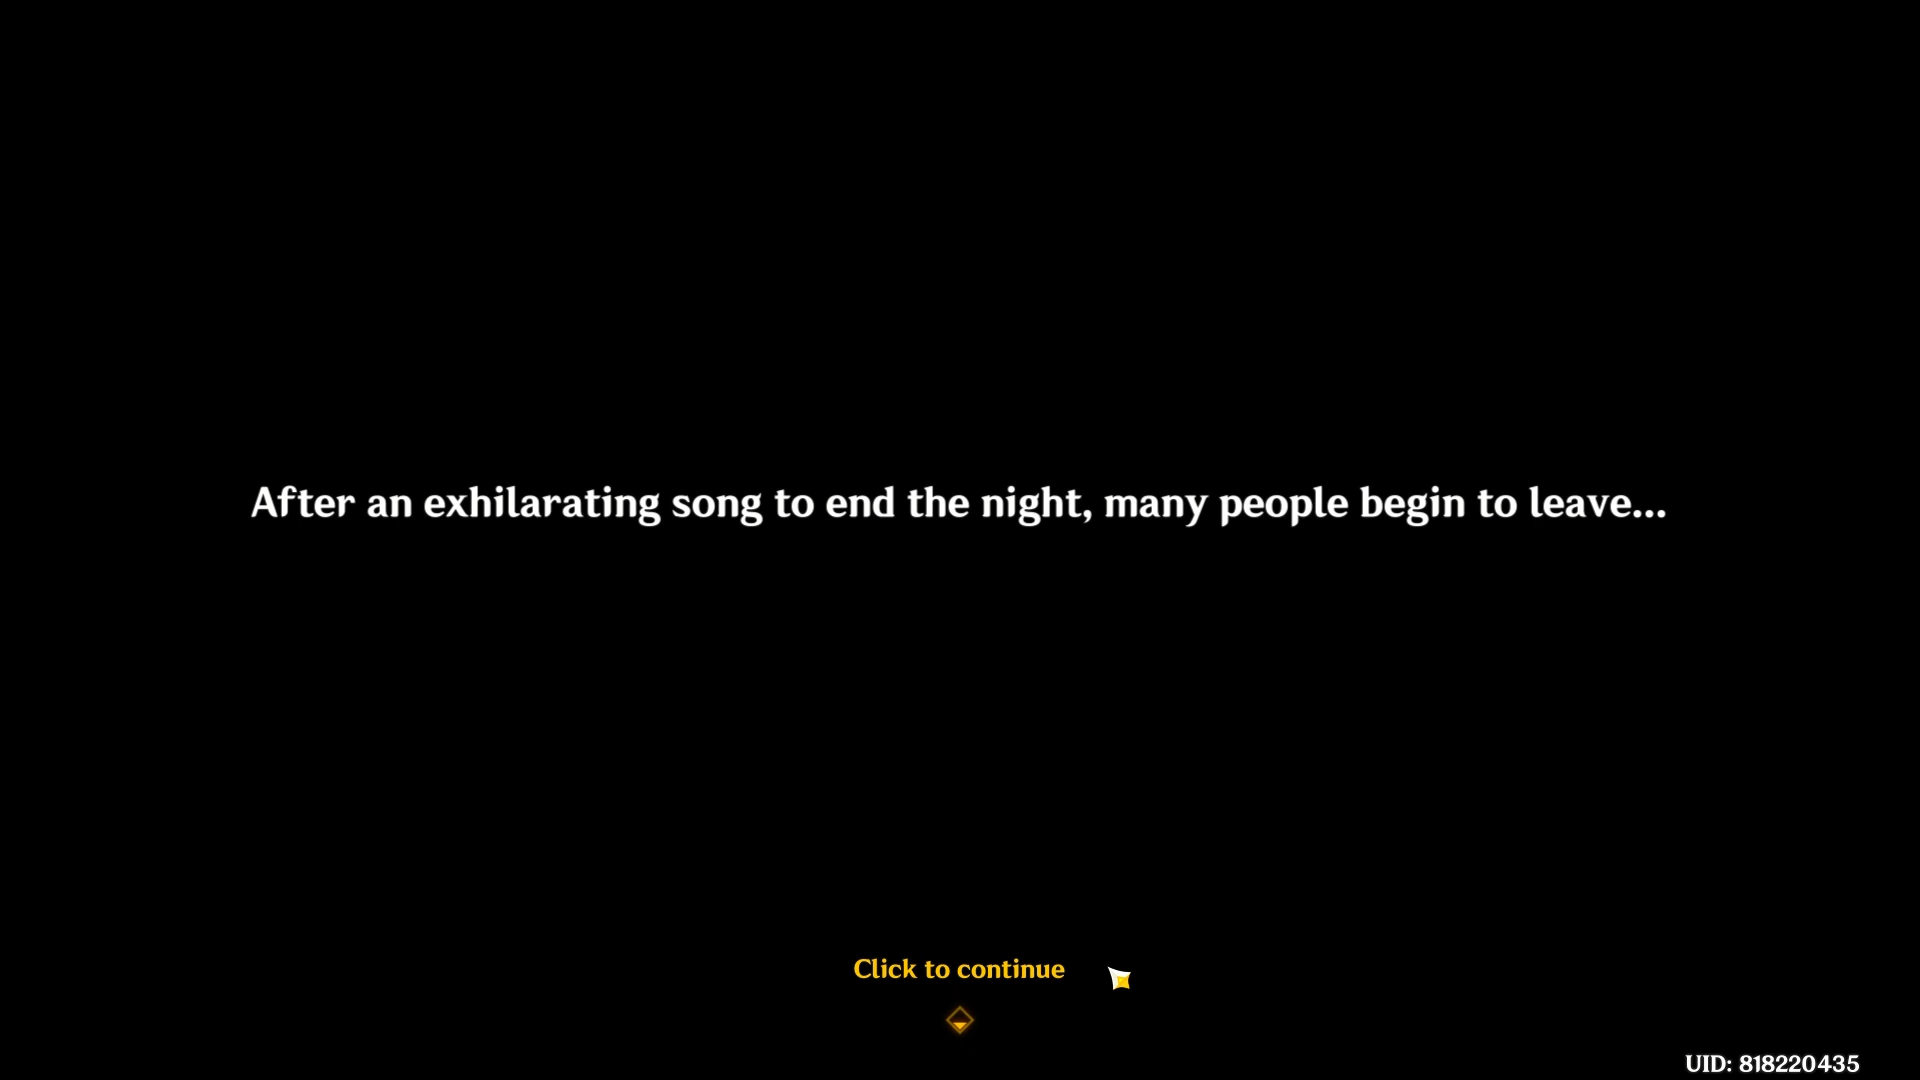 After an exhilarating song to end the night, many people begin to leave...
Click to continue
UID: 818220435